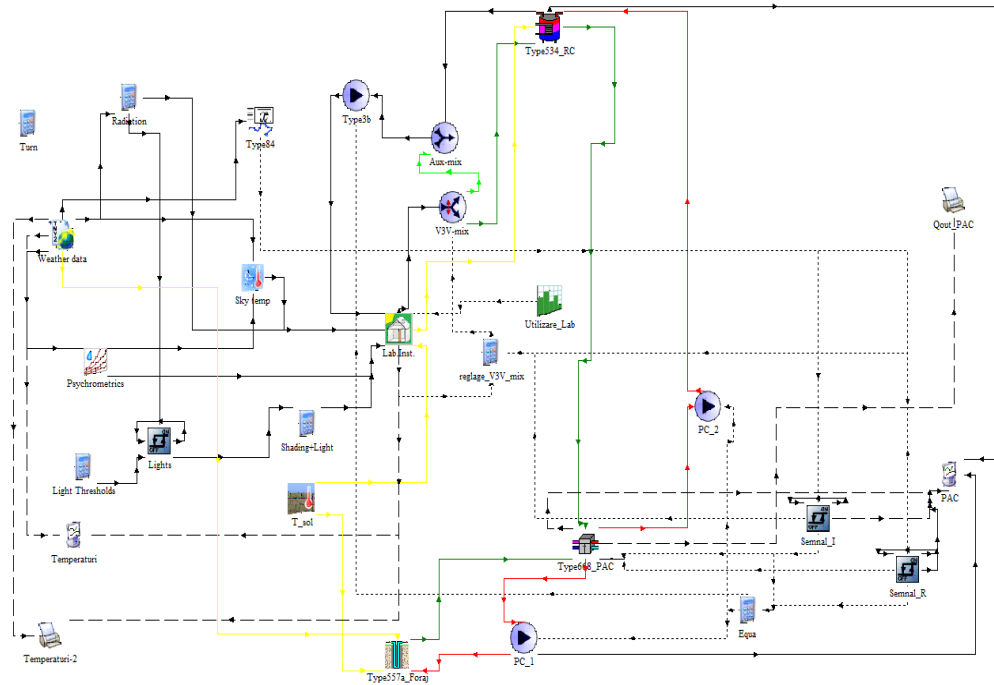 Type534_RC
Radiation
Type3b
Turn
Type84
Aux-mix
Qout_PAC
V3V-mix
Weather data
Sky temp
Utilizare_Lab
Lab.Inst.
Psychrometrics
reglage_V3V_mix
PC_2
Shading+Light
Lights
Light Thresholds
PAC
T_sol
Semnal_I
Temperaturi
Type668_PAC
Semnal_R
Equa
Temperaturi-2
PC_1
Type557a_Foraj